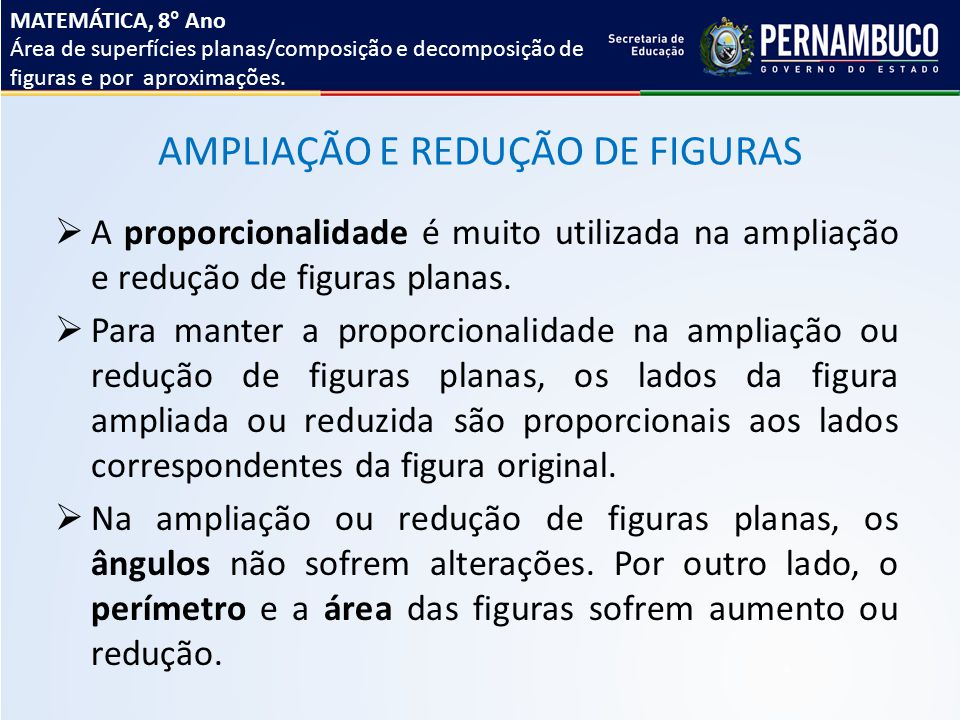 MATEMÁTICA, 8º Ano
Área de superfícies planas/composição e decomposição de
figuras e por aproximações.
Secretaria de
Educação
PERNAMBUCO
GOVERNO DO ESTADO
AMPLIAÇÃO E REDUÇÃO DE FIGURAS
➢ A proporcionalidade é muito utilizada na ampliação
e redução de figuras planas.
➢ Para manter a proporcionalidade na ampliação ou
redução de figuras planas, os lados da figura
ampliada ou reduzida são proporcionais aos lados
correspondentes da figura original.
➢ Na ampliação ou redução de figuras planas, os
ângulos não sofrem alterações. Por outro lado, o
perímetro e a área das figuras sofrem aumento ou
redução.